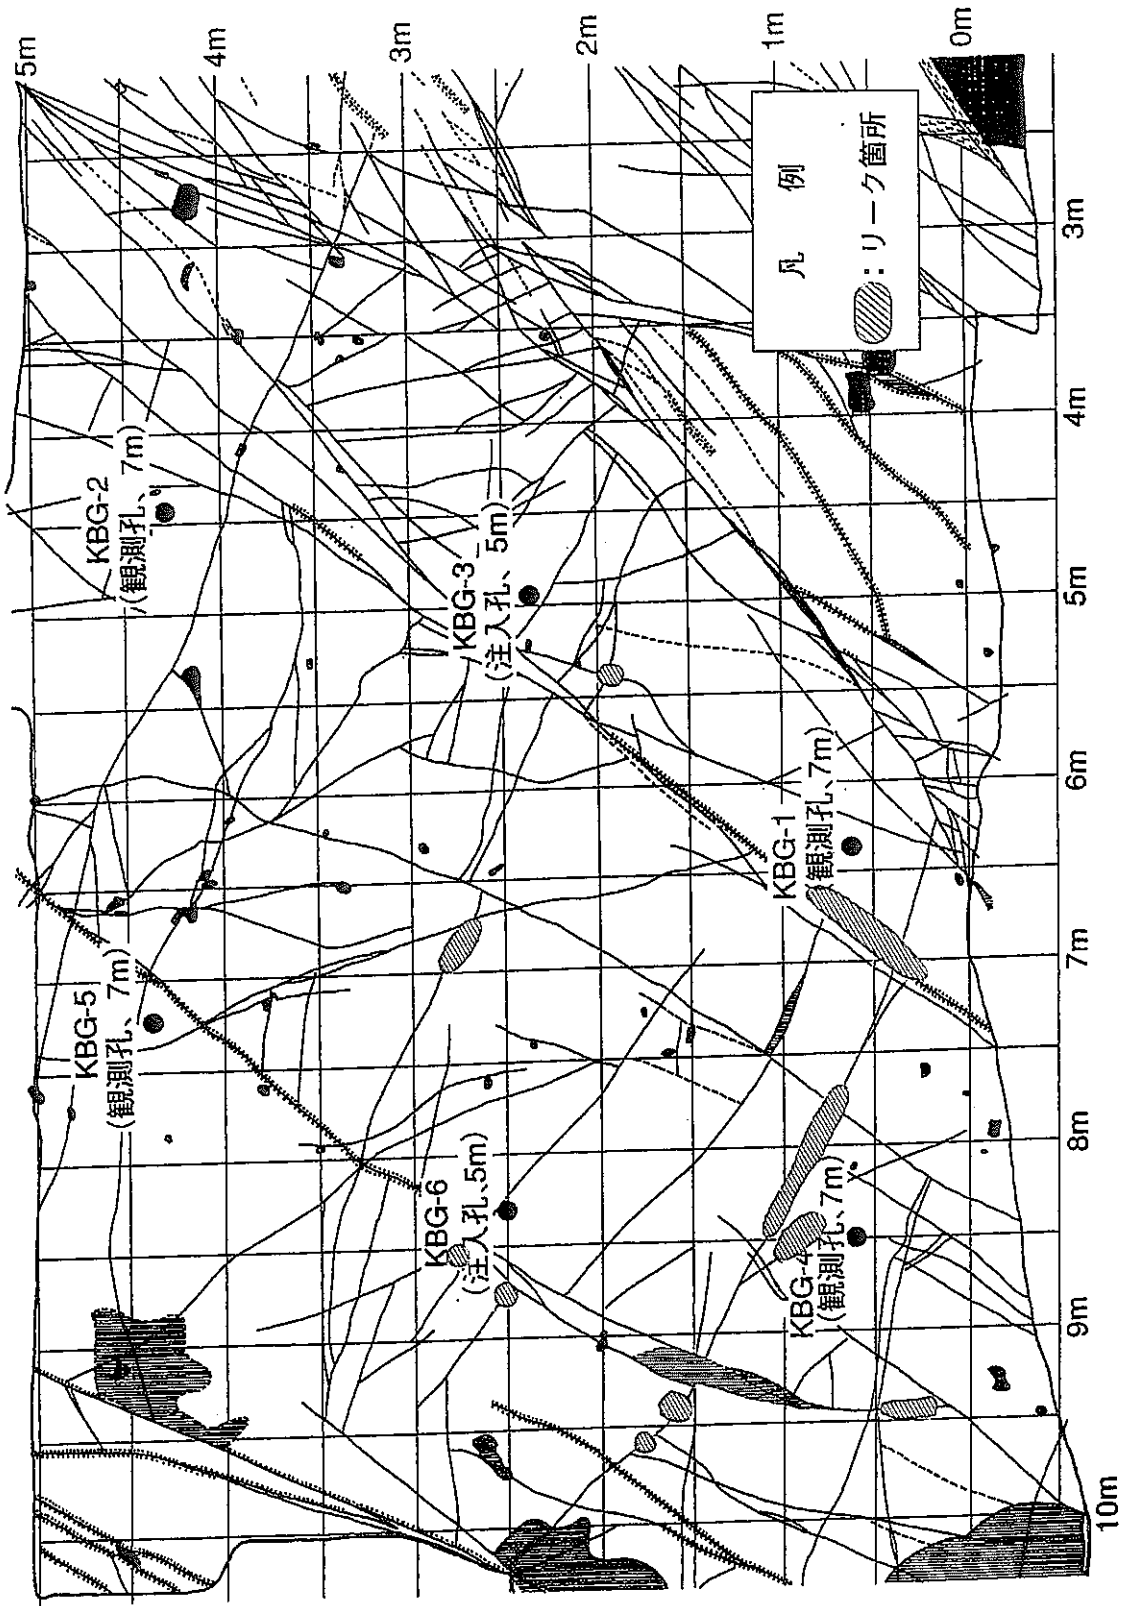 5m
4m
3m
2m
1m
0m
3m
4m
5m
6m
7m
8m
9m
10m
KBG-5
(観測孔、7m)
KBG-2
(観測孔、7m)
KBG-6
(注入孔、5m)
KBG-3
(注入孔、5m)
KBG-4
(観測孔、7m)
KBG-1
(観測孔、7m)
凡 例
:リーク箇所